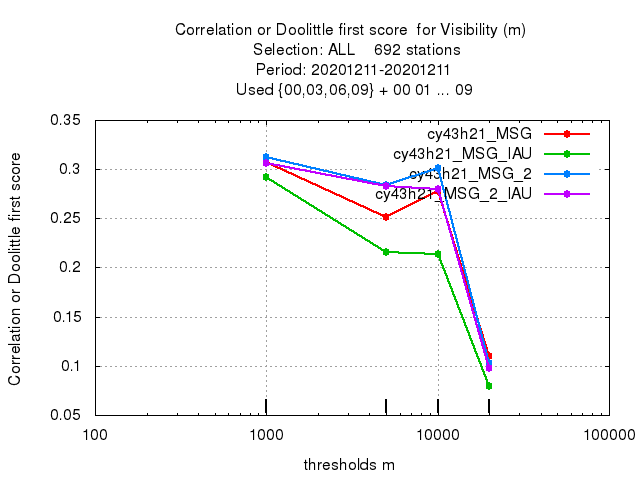 Correlation or Doolittle first score  for Visibility (m)
Selection: ALL    692 stations
Period: 20201211-20201211
Used {00,03,06,09} + 00 01 ... 09
Correlation or Doolittle first score
0.35
0.3
0.25
0.2
0.15
0.1
0.05
cy43h21_MSG
cy43h21_MSG_IAU
cy43h21_MSG_2
cy43h21_MSG_2_IAU
100 1000 10000 100000
thresholds m